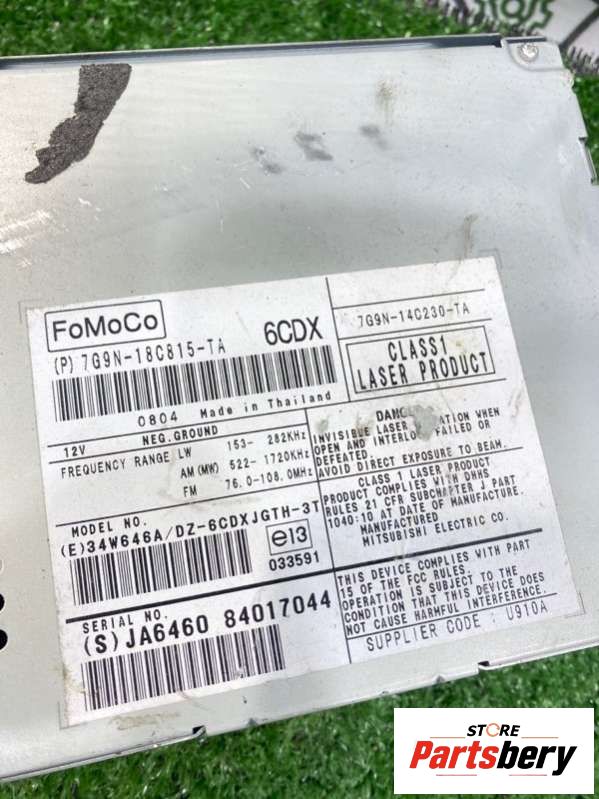 FoMoCo
6CDX
(P) 7G9N-18C815-TA
0804 Made in Thailand
12V NEG.GROUND
FREQUENCY RANGE LW 153- 282KHz
AM(MW) 522- 1720KHz
FM 76.0-108.0MHz
MODEL NO.
(E)34W646A/DZ-6CDXJGTH-3T
e13
033591
SERIAL NO.
(S)JA6460 84017044
7G9N-14C230-TA
CLASS1
LASER PRODUCT
INVISIBLE LASER WHEN
OPEN AND FAILED OR
DEFEATED.
AVOID DIRECT EXPOSURE TO BEAM.
CLASS 1 LASER PRODUCT
PRODUCT COMPLIES WITH DHHS
RULES 21 CFR SUBCHAPTER J PART
1040:10 AT DATE OF MANUFACTURE.
MANUFACTURED
MITSUBISHI ELECTRIC CO.
THIS DEVICE COMPLIES WITH PART
15 OF THE FCC RULES.
OPERATION IS SUBJECT TO THE
CONDITION THAT THIS DEVICE DOES
NOT CAUSE HARMFUL INTERFERENCE.
SUPPLIER CODE : U910A
STORE
Partsbery